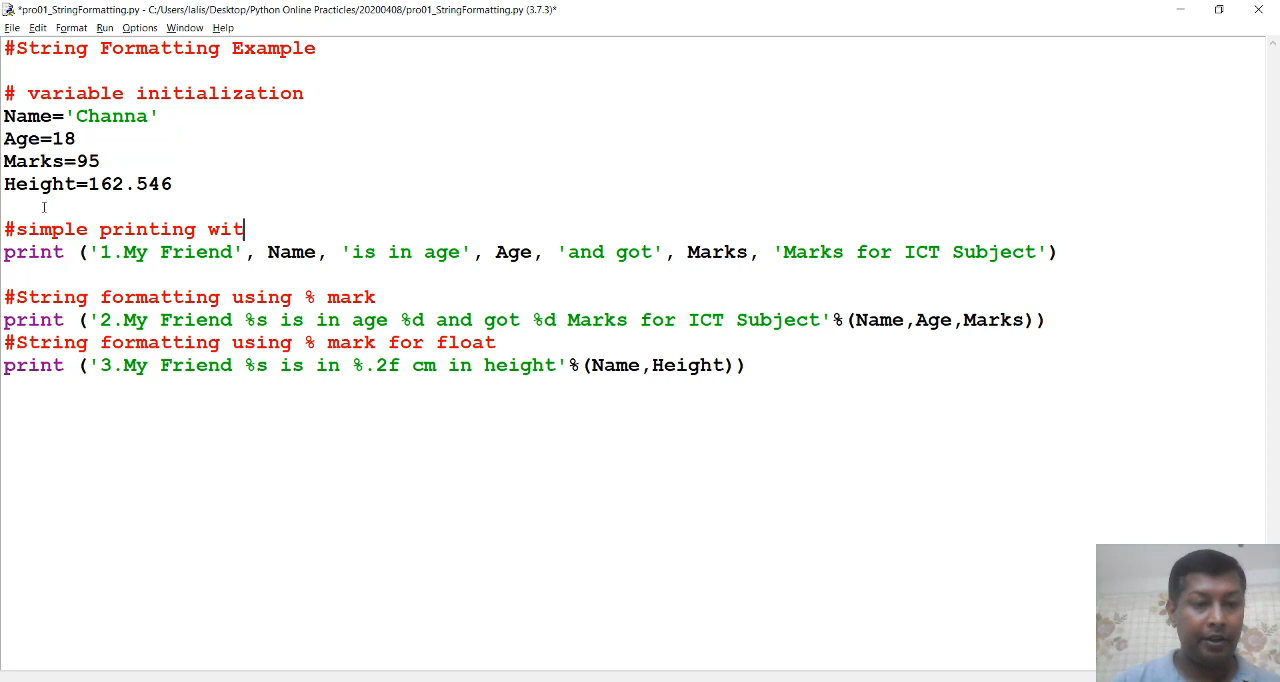 *pro01_StringFormatting.py - C:/Users/lalis/Desktop/Python Online Practicles/20200408/pro01_StringFormatting.py (3.7.3)*
File Edit Format Run Options Window Help
#String Formatting Example
# variable initialization
Name='Channa'
Age=18
Marks=95
Height=162.546
#simple printing wit
print ('1.My Friend', Name, 'is in age', Age, 'and got', Marks, 'Marks for ICT Subject')
#String formatting using % mark
print ('2.My Friend %s is in age %d and got %d Marks for ICT Subject'%(Name,Age,Marks))
#String formatting using % mark for float
print ('3.My Friend %s is in %.2f cm in height'%(Name,Height))